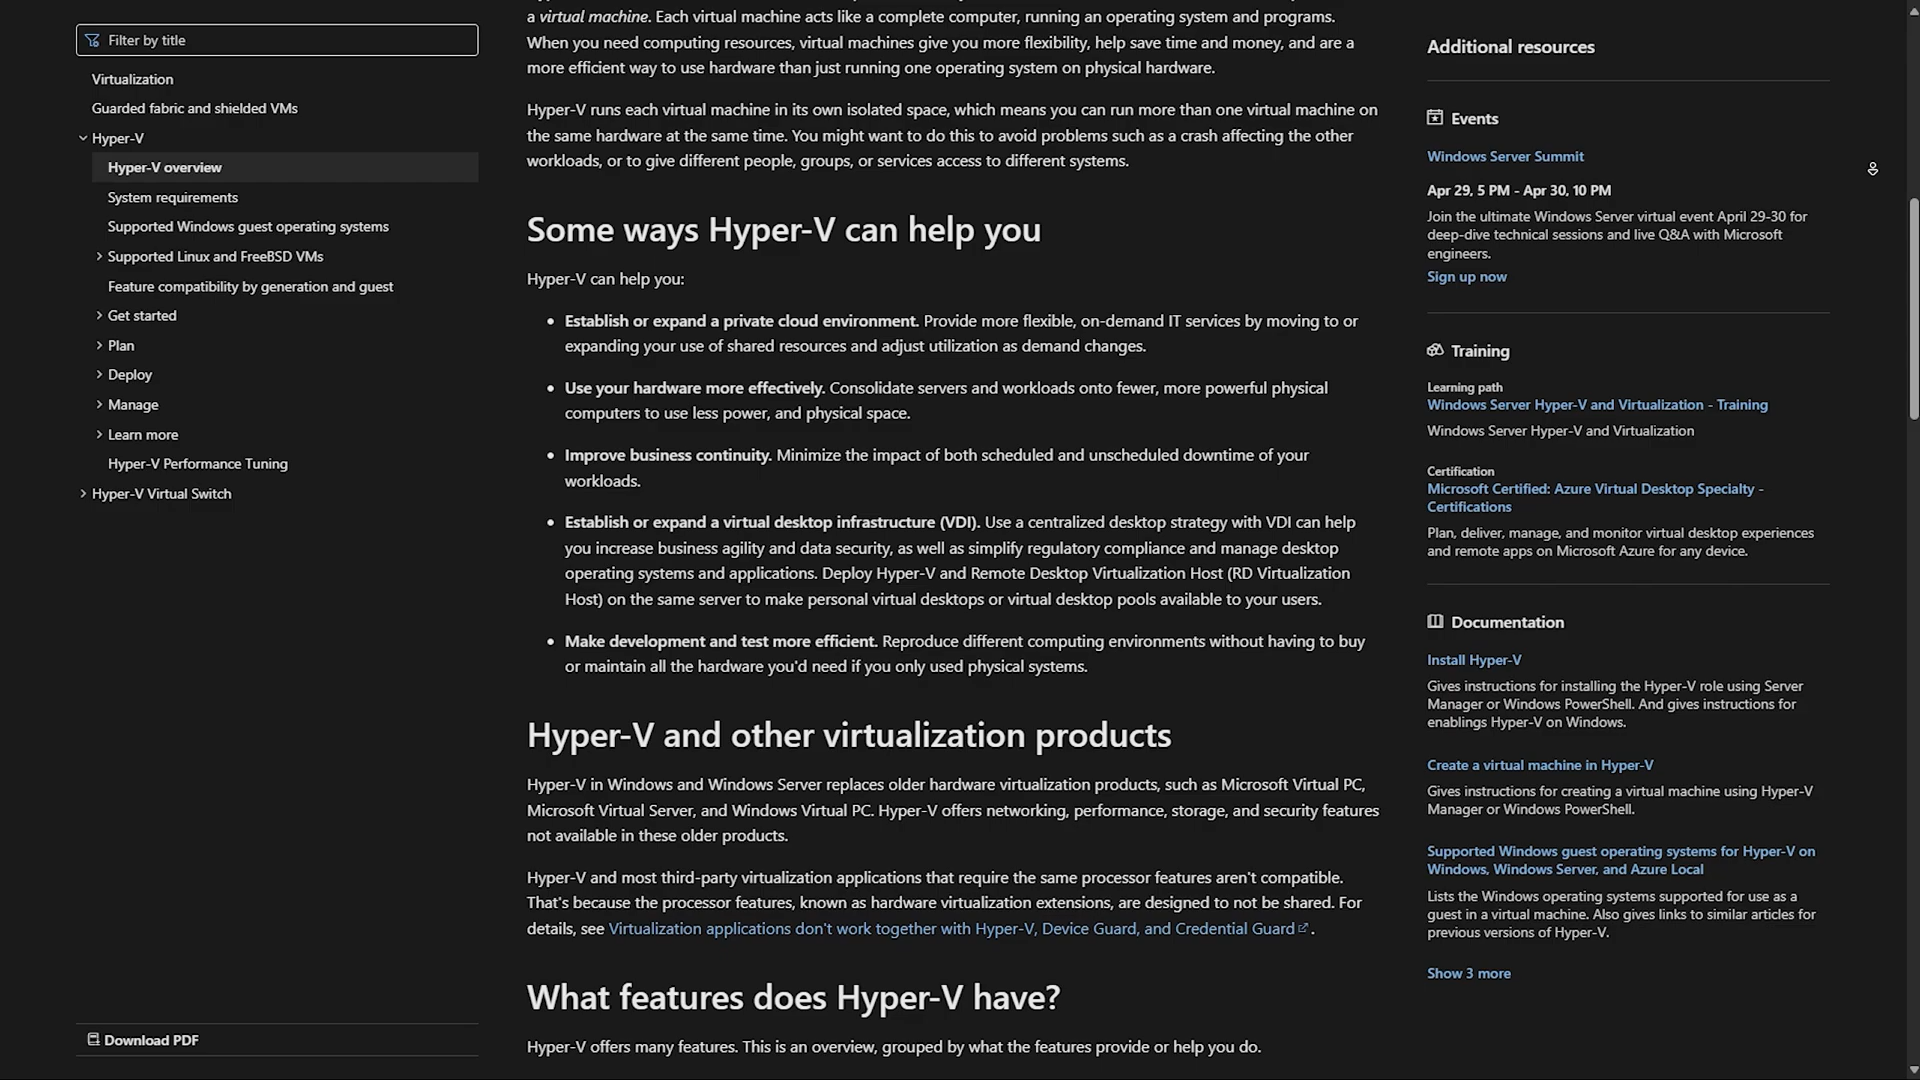 Filter by title
Virtualization
Guarded fabric and shielded VMs
Hyper-V
Hyper-V overview
System requirements
Supported Windows guest operating systems
Supported Linux and FreeBSD VMs
Feature compatibility by generation and guest
Get started
Plan
Deploy
Manage
Learn more
Hyper-V Performance Tuning
Hyper-V Virtual Switch
Download PDF
a virtual machine. Each virtual machine acts like a complete computer, running an operating system and programs.
When you need computing resources, virtual machines give you more flexibility, help save time and money, and are a
more efficient way to use hardware than just running one operating system on physical hardware.
Hyper-V runs each virtual machine in its own isolated space, which means you can run more than one virtual machine on
the same hardware at the same time. You might want to do this to avoid problems such as a crash affecting the other
workloads, or to give different people, groups, or services access to different systems.
Some ways Hyper-V can help you
Hyper-V can help you:
• Establish or expand a private cloud environment. Provide more flexible, on-demand IT services by moving to or
expanding your use of shared resources and adjust utilization as demand changes.
• Use your hardware more effectively. Consolidate servers and workloads onto fewer, more powerful physical
computers to use less power, and physical space.
• Improve business continuity. Minimize the impact of both scheduled and unscheduled downtime of your
workloads.
• Establish or expand a virtual desktop infrastructure (VDI). Use a centralized desktop strategy with VDI can help
you increase business agility and data security, as well as simplify regulatory compliance and manage desktop
operating systems and applications. Deploy Hyper-V and Remote Desktop Virtualization Host (RD Virtualization
Host) on the same server to make personal virtual desktops or virtual desktop pools available to your users.
• Make development and test more efficient. Reproduce different computing environments without having to buy
or maintain all the hardware you'd need if you only used physical systems.
Hyper-V and other virtualization products
Hyper-V in Windows and Windows Server replaces older hardware virtualization products, such as Microsoft Virtual PC,
Microsoft Virtual Server, and Windows Virtual PC. Hyper-V offers networking, performance, storage, and security features
not available in these older products.
Hyper-V and most third-party virtualization applications that require the same processor features aren't compatible.
That's because the processor features, known as hardware virtualization extensions, are designed to not be shared. For
details, see Virtualization applications don't work together with Hyper-V, Device Guard, and Credential Guard.
What features does Hyper-V have?
Hyper-V offers many features. This is an overview, grouped by what the features provide or help you do.
Additional resources
Events
Windows Server Summit
Apr 29, 5 PM - Apr 30, 10 PM
Join the ultimate Windows Server virtual event April 29-30 for
deep-dive technical sessions and live Q&A with Microsoft
engineers.
Sign up now
Training
Learning path
Windows Server Hyper-V and Virtualization - Training
Windows Server Hyper-V and Virtualization
Certification
Microsoft Certified: Azure Virtual Desktop Specialty -
Certifications
Plan, deliver, manage, and monitor virtual desktop experiences
and remote apps on Microsoft Azure for any device.
Documentation
Install Hyper-V
Gives instructions for installing the Hyper-V role using Server
Manager or Windows PowerShell. And gives instructions for
enablings Hyper-V on Windows.
Create a virtual machine in Hyper-V
Gives instructions for creating a virtual machine using Hyper-V
Manager or Windows PowerShell.
Supported Windows guest operating systems for Hyper-V on
Windows, Windows Server, and Azure Local
Lists the Windows operating systems supported for use as a
guest in a virtual machine. Also gives links to similar articles for
previous versions of Hyper-V.
Show 3 more